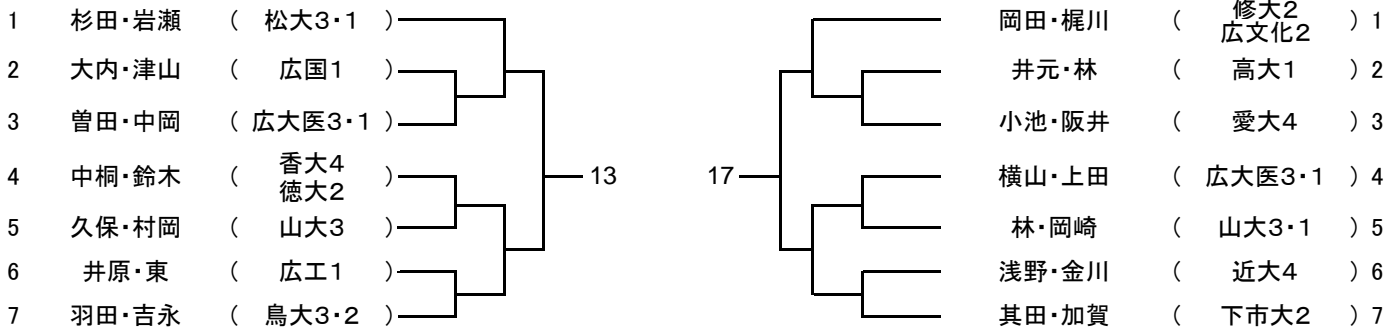 1 杉田・岩瀬 ( 松大3・1 )
2 大内・津山 ( 広国1 )
3 曽田・中岡 ( 広大医3・1 )
4 中桐・鈴木 ( 香大4 徳大2 )
5 久保・村岡 ( 山大3 )
6 井原・東 ( 広工1 )
7 羽田・吉永 ( 鳥大3・2 )
13
17
岡田・梶川 ( 修大2 広文化2 ) 1
井元・林 ( 高大1 ) 2
小池・阪井 ( 愛大4 ) 3
横山・上田 ( 広大医3・1 ) 4
林・岡崎 ( 山大3・1 ) 5
浅野・金川 ( 近大4 ) 6
其田・加賀 ( 下市大2 ) 7